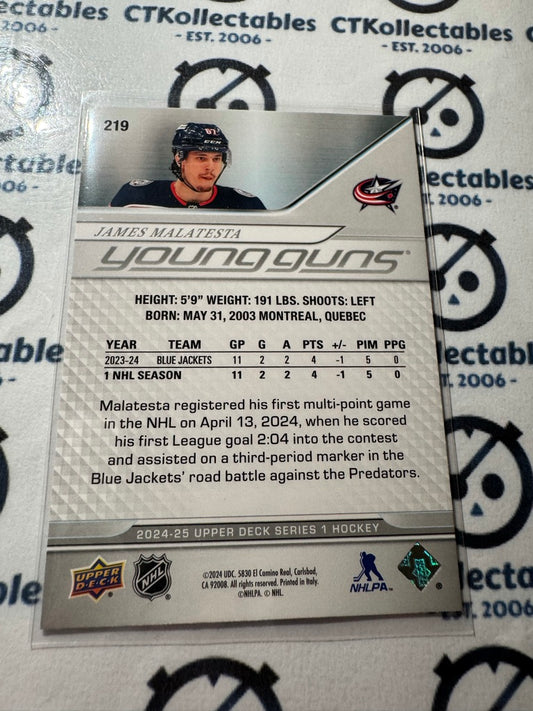 CTKollectables CTKollectables
- EST. 2006 - - EST. 2006 -
219
67
CCM
JAMES MALATESTA
young guns
HEIGHT: 5'9" WEIGHT: 191 LBS. SHOOTS: LEFT
BORN: MAY 31, 2003 MONTREAL, QUEBEC
YEAR TEAM GP G A PTS +/- PIM PPG
2023-24 BLUE JACKETS 11 2 2 4 -1 5 0
1 NHL SEASON 11 2 2 4 -1 5 0
Malatesta registered his first multi-point game
in the NHL on April 13, 2024, when he scored
his first League goal 2:04 into the contest
and assisted on a third-period marker in the
Blue Jackets' road battle against the Predators.
2024-25 UPPER DECK SERIES 1 HOCKEY
UPPER DECK
NHL
©2024 UDC. 5830 El Camino Real, Carlsbad,
CA 92008. All rights reserved. Printed in Italy.
©NHLPA. © NHL.
NHLPA™
®